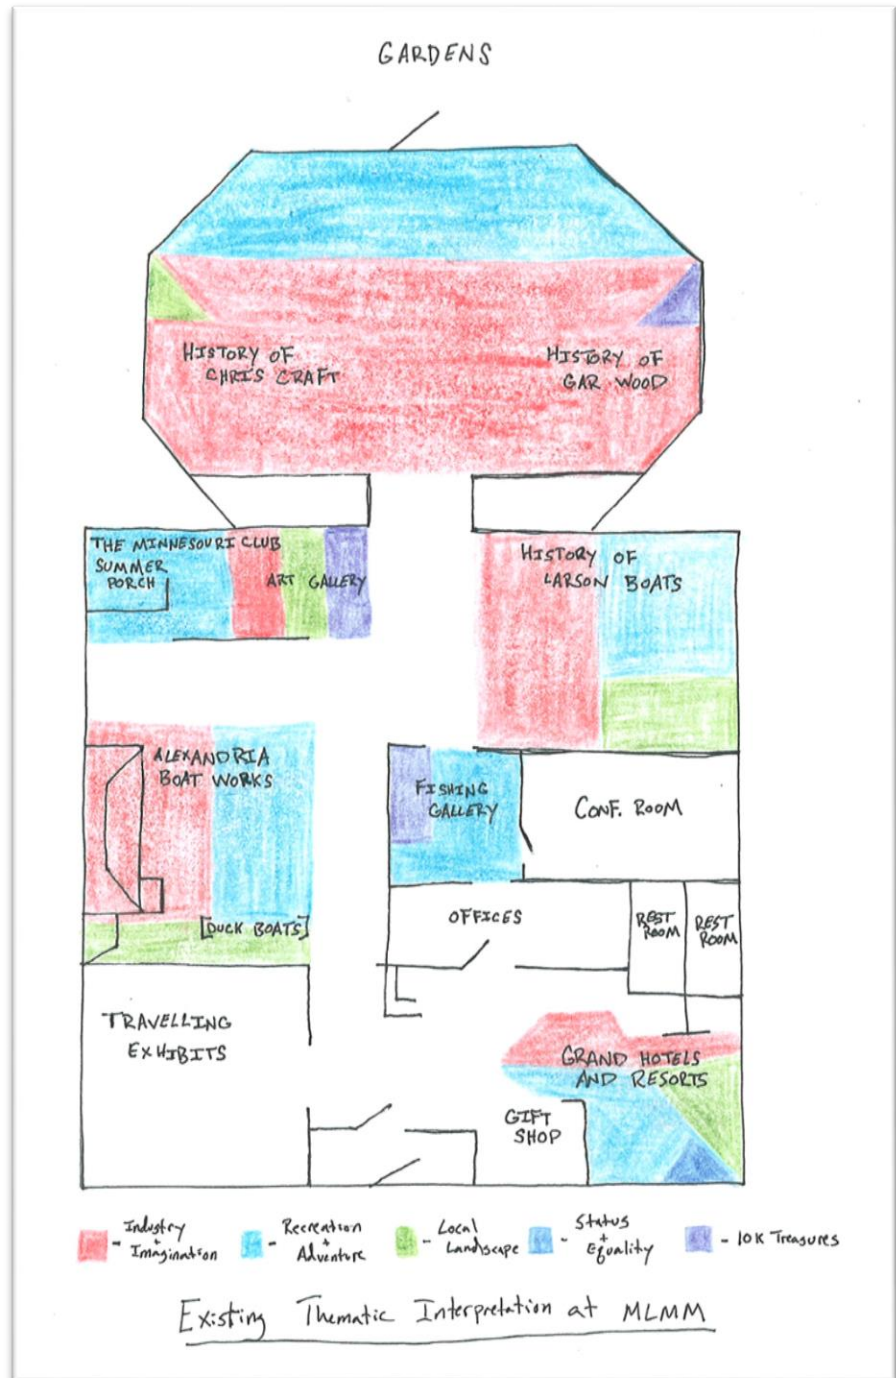 GARDENS
HISTORY OF
CHRIS CRAFT
HISTORY OF
GAR WOOD
THE MINNESOURI CLUB
SUMMER
PORCH
ART GALLERY
HISTORY OF
LARSON BOATS
ALEXANDRIA
BOAT WORKS
[DUCK BOATS]
FISHING
GALLERY
CONF. ROOM
OFFICES
REST
ROOM
REST
ROOM
TRAVELLING
EXHIBITS
GRAND HOTELS
AND RESORTS
GIFT
SHOP
- Industry
+
Imagination
- Recreation
+
Adventure
- Local
Landscape
- Status
+
Equality
- 10K Treasures
Existing Thematic Interpretation at MLMM